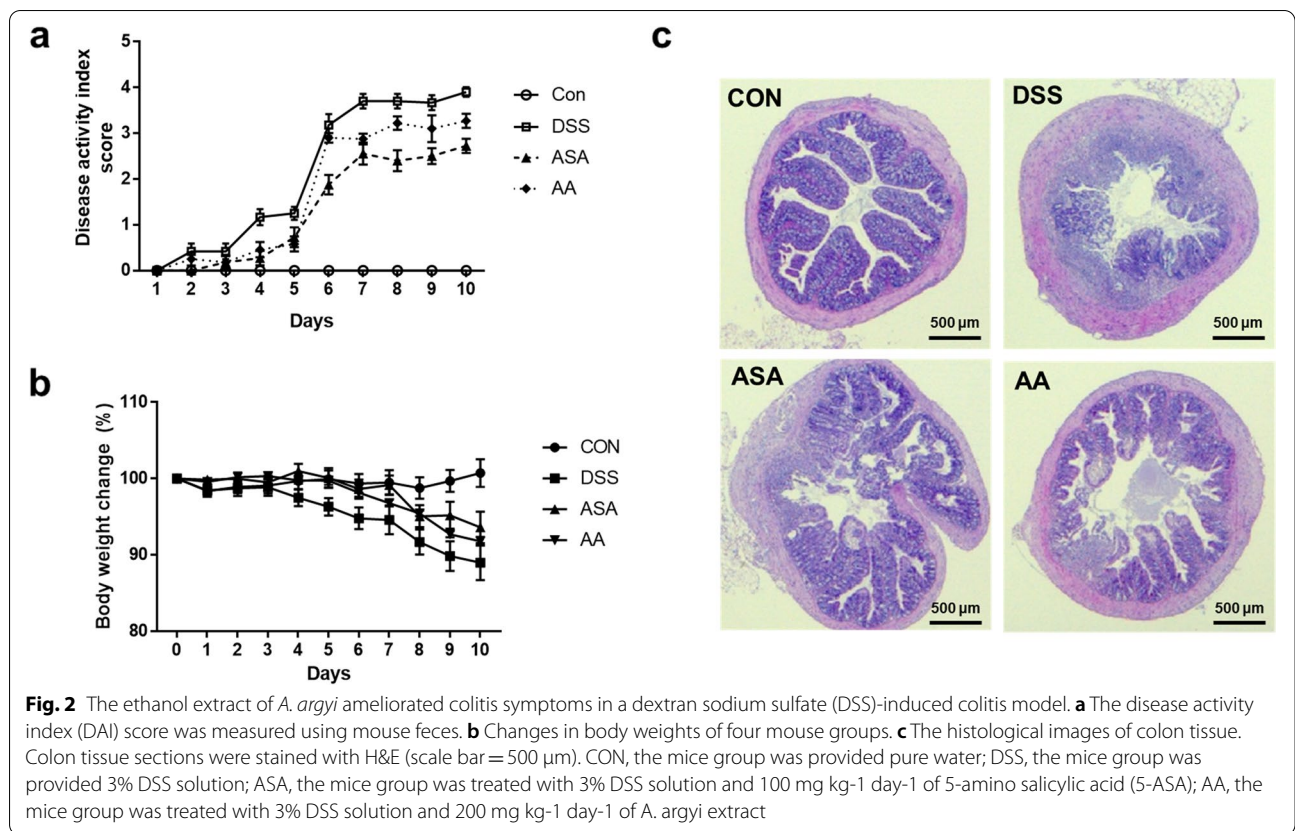 a
Disease activity index
score
5
4
3
2
1
0
1 2 3 4 5 6 7 8 9 10
Days
Con
DSS
ASA
AA
b
Body weight change (%)
110
100
90
80
0 1 2 3 4 5 6 7 8 9 10
Days
CON
DSS
ASA
AA
c
CON
500 µm
DSS
500 µm
ASA
500 µm
AA
500 µm
Fig. 2 The ethanol extract of A. argyi ameliorated colitis symptoms in a dextran sodium sulfate (DSS)-induced colitis model. a The disease activity
index (DAI) score was measured using mouse feces. b Changes in body weights of four mouse groups. c The histological images of colon tissue.
Colon tissue sections were stained with H&E (scale bar = 500 μm). CON, the mice group was provided pure water; DSS, the mice group was
provided 3% DSS solution; ASA, the mice group was treated with 3% DSS solution and 100 mg kg-1 day-1 of 5-amino salicylic acid (5-ASA); AA, the
mice group was treated with 3% DSS solution and 200 mg kg-1 day-1 of A. argyi extract